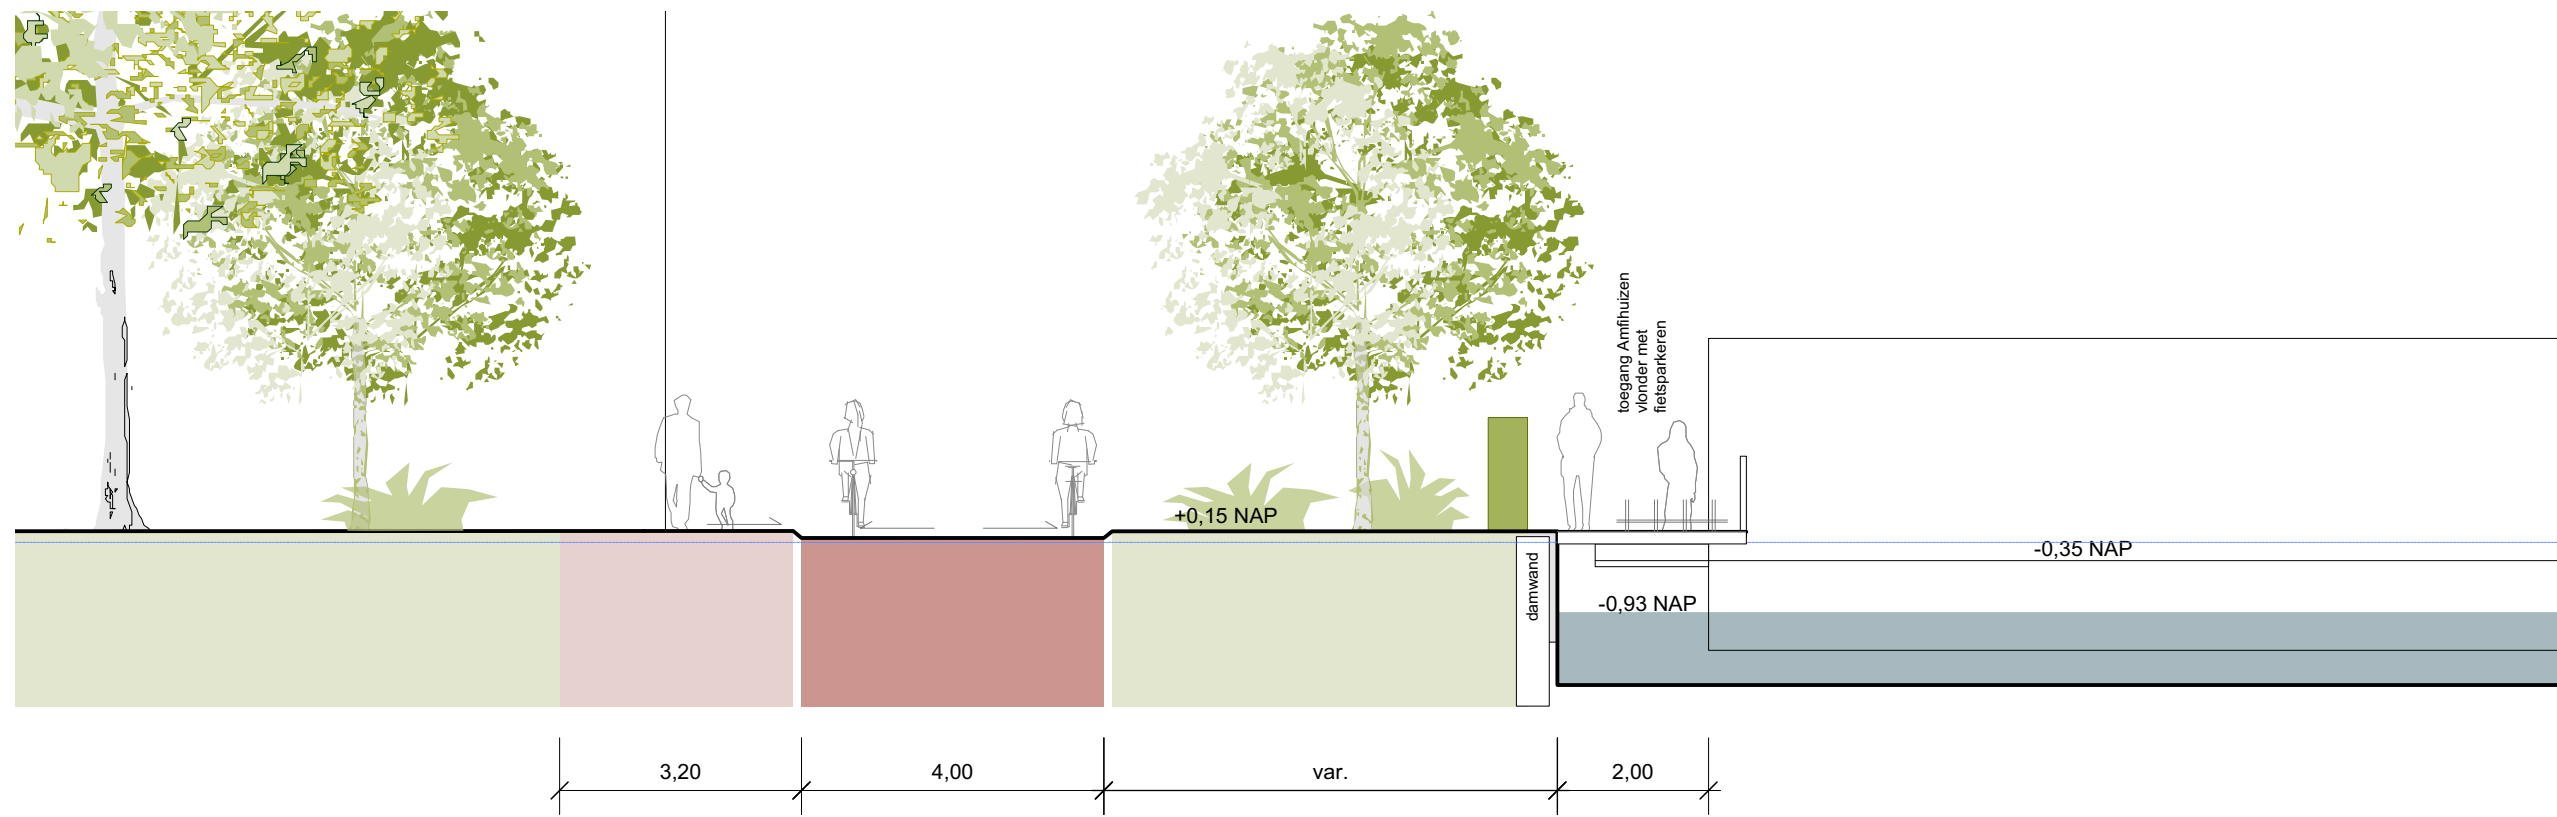 toegang Amfihuizen
vlonder met
fietsparkeren
+0,15 NAP
-0,35 NAP
damwand
-0,93 NAP
3,20
4,00
var.
2,00